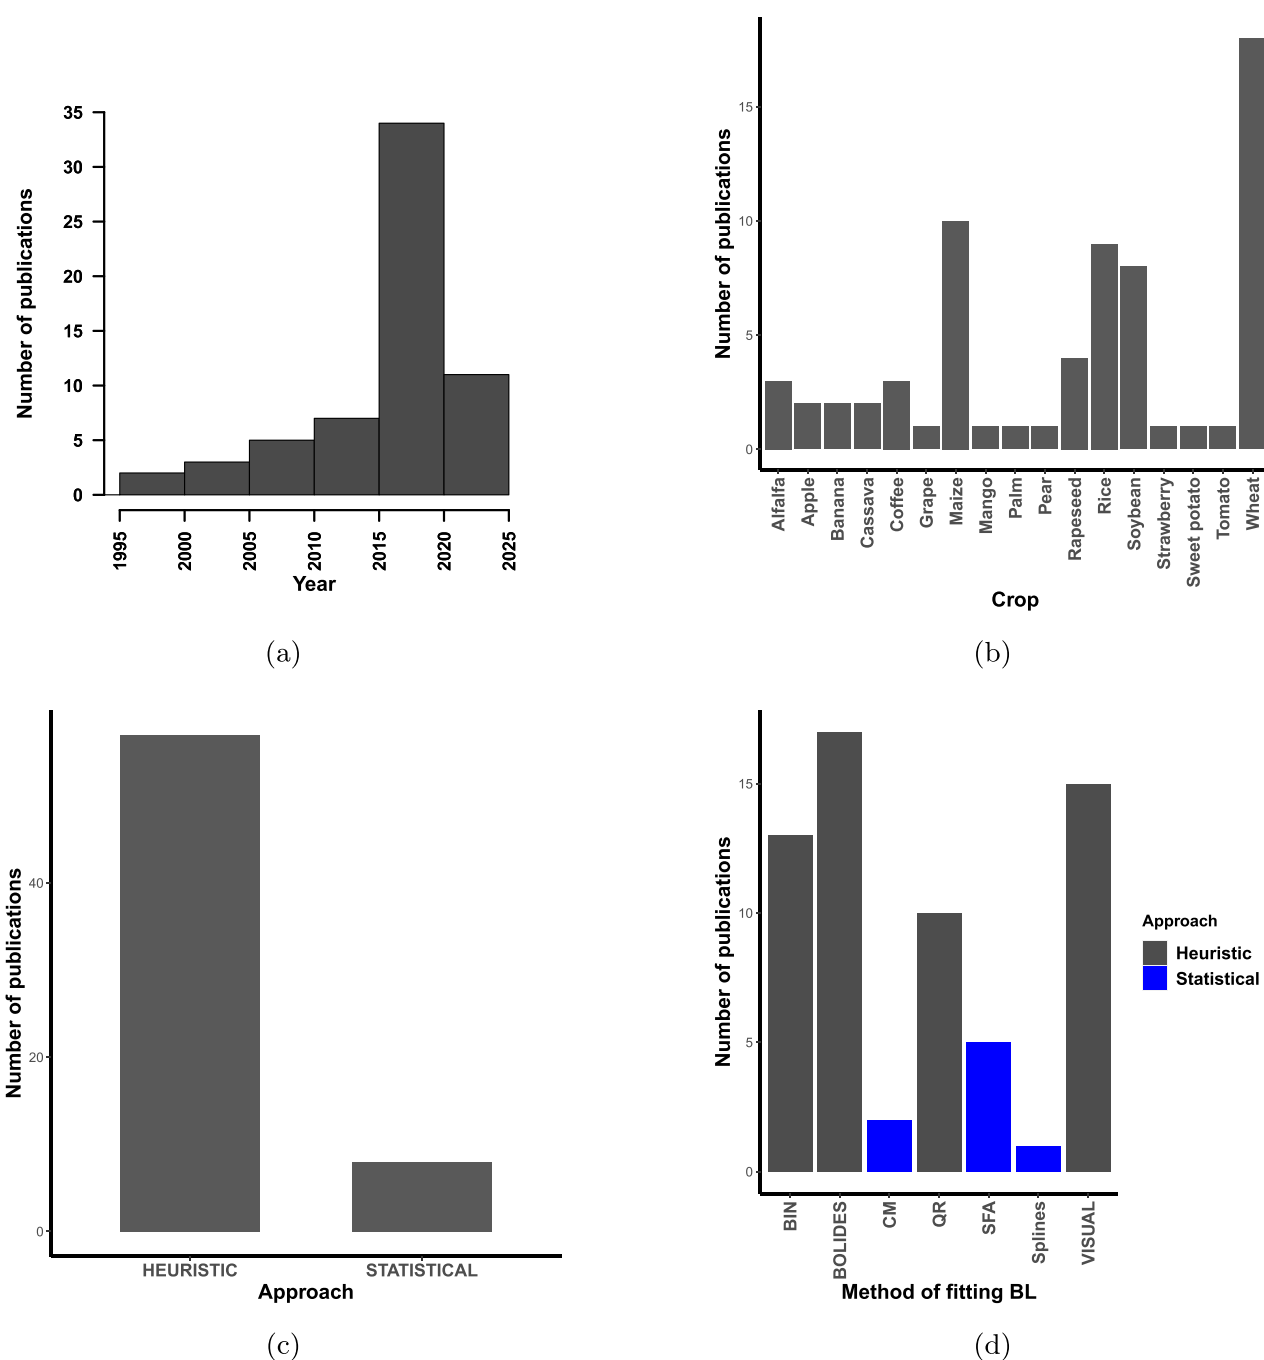 35
30
25
20
15
10
5
0
Number of publications
1995
2000
2005
2010
2015
2020
2025
Year
(a)
15
10
5
0
Number of publications
Alfalfa
Apple
Banana
Cassava
Coffee
Grape
Maize
Mango
Palm
Pear
Rapeseed
Rice
Soybean
Strawberry
Sweet potato
Tomato
Wheat
Crop
(b)
40
20
0
Number of publications
HEURISTIC
STATISTICAL
Approach
(c)
15
10
5
0
Number of publications
BIN
BOLIDES
CM
QR
SFA
Splines
VISUAL
Method of fitting BL
Approach
Heuristic
Statistical
(d)